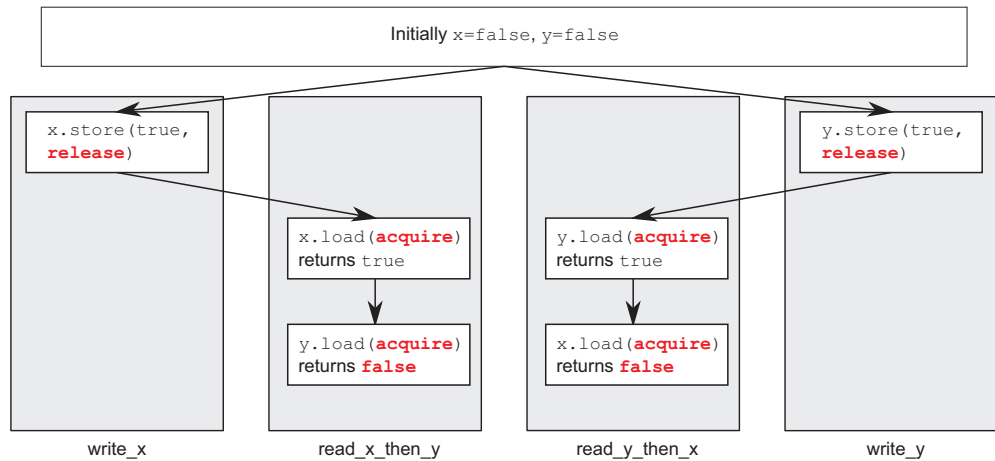 Initially x=false, y=false
x.store(true,
release)
y.store(true,
release)
x.load(acquire)
returns true
y.load(acquire)
returns true
y.load(acquire)
returns false
x.load(acquire)
returns false
write_x
read_x_then_y
read_y_then_x
write_y